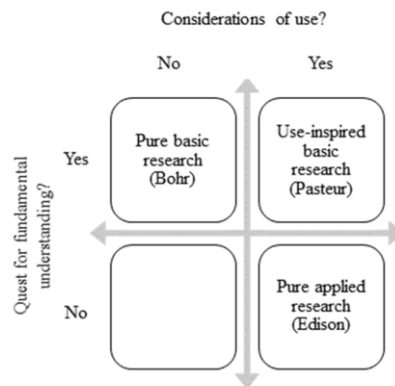 Considerations of use?
No
Yes
Quest for fundamental
understanding?
Yes
Pure basic
research
(Bohr)
Use-inspired
basic
research
(Pasteur)
No
Pure applied
research
(Edison)